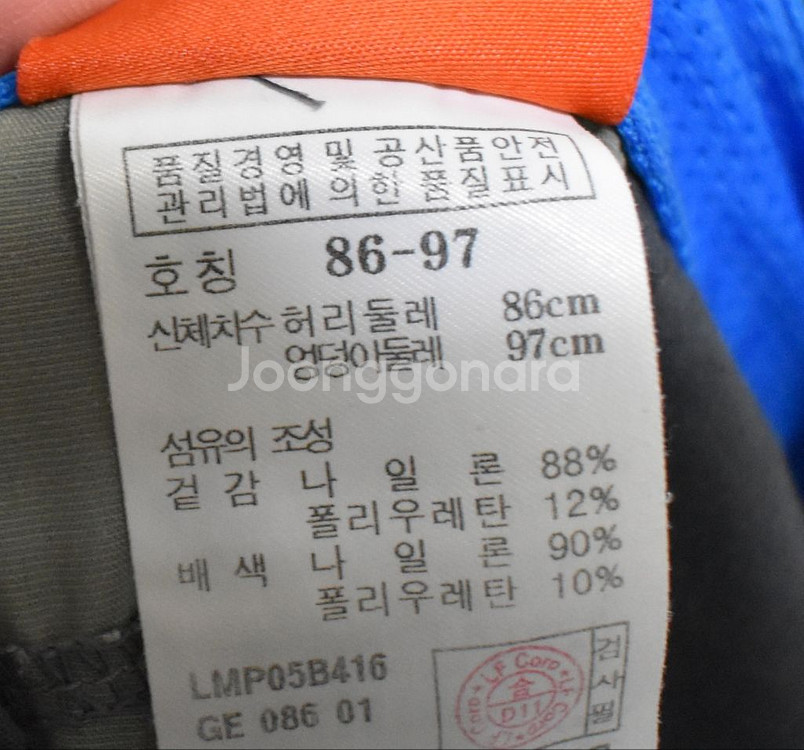 품질경영 및 공산품안전
관리법에 의한 품질표시
호칭 86-97
신체치수 허리둘레 86cm
엉덩이둘레 97cm
Joonggonara
섬유의 조성
겉감 나일론 88%
폴리우레탄 12%
배색 나일론 90%
폴리우레탄 10%
LMP05B416
GE 086 01
검사필
LF Corp
D11